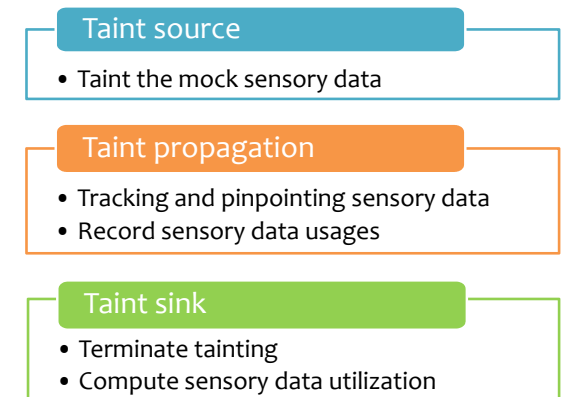 Taint source
• Taint the mock sensory data
Taint propagation
• Tracking and pinpointing sensory data
• Record sensory data usages
Taint sink
• Terminate tainting
• Compute sensory data utilization